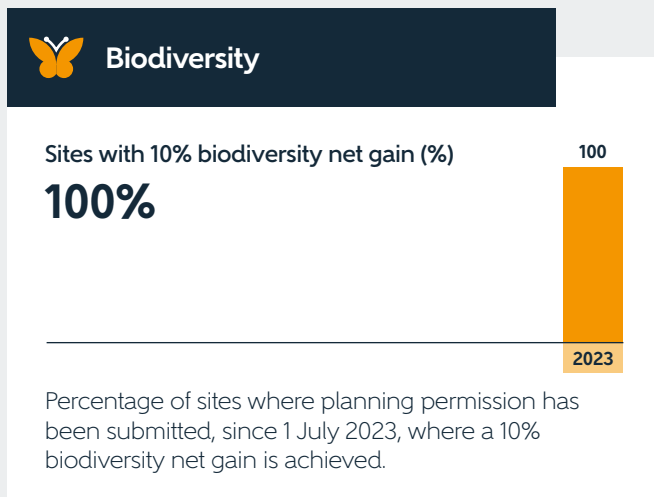 Biodiversity
Sites with 10% biodiversity net gain (%)
100%
100
2023
Percentage of sites where planning permission has
been submitted, since 1 July 2023, where a 10%
biodiversity net gain is achieved.